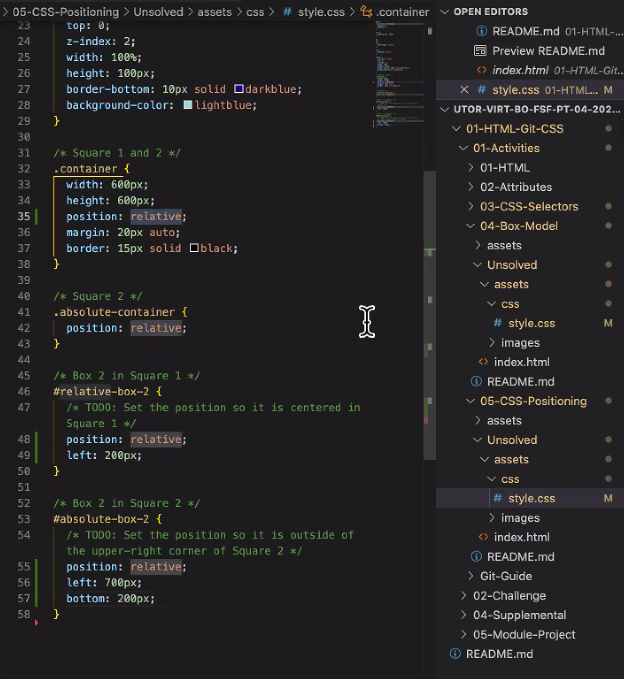 05-CSS-Positioning > Unsolved > assets > css > # style.css > .container
23 top: 0;
24 z-index: 2;
25 width: 100%;
26 height: 100px;
27 border-bottom: 10px solid darkblue;
28 background-color: lightblue;
29 }
30
31 /* Square 1 and 2 */
32 .container {
33 width: 600px;
34 height: 600px;
35 position: relative;
36 margin: 20px auto;
37 border: 15px solid black;
38 }
39
40 /* Square 2 */
41 .absolute-container {
42 position: relative;
43 }
44
45 /* Box 2 in Square 1 */
46 #relative-box-2 {
47 /* TODO: Set the position so it is centered in
Square 1 */
48 position: relative;
49 left: 200px;
50 }
51
52 /* Box 2 in Square 2 */
53 #absolute-box-2 {
54 /* TODO: Set the position so it is outside of
the upper-right corner of Square 2 */
55 position: relative;
56 left: 700px;
57 bottom: 200px;
58 }
OPEN EDITORS
README.md 01-HTML-...
Preview README.md
index.html 01-HTML-Git...
# style.css 01-HTML... M
UTOR-VIRT-BO-FSF-PT-04-202...
01-HTML-Git-CSS
01-Activities
01-HTML
02-Attributes
03-CSS-Selectors
04-Box-Model
assets
Unsolved
assets
css
# style.css M
images
index.html
README.md
05-CSS-Positioning
assets
Unsolved
assets
css
# style.css M
images
index.html
README.md
Git-Guide
02-Challenge
04-Supplemental
05-Module-Project
README.md